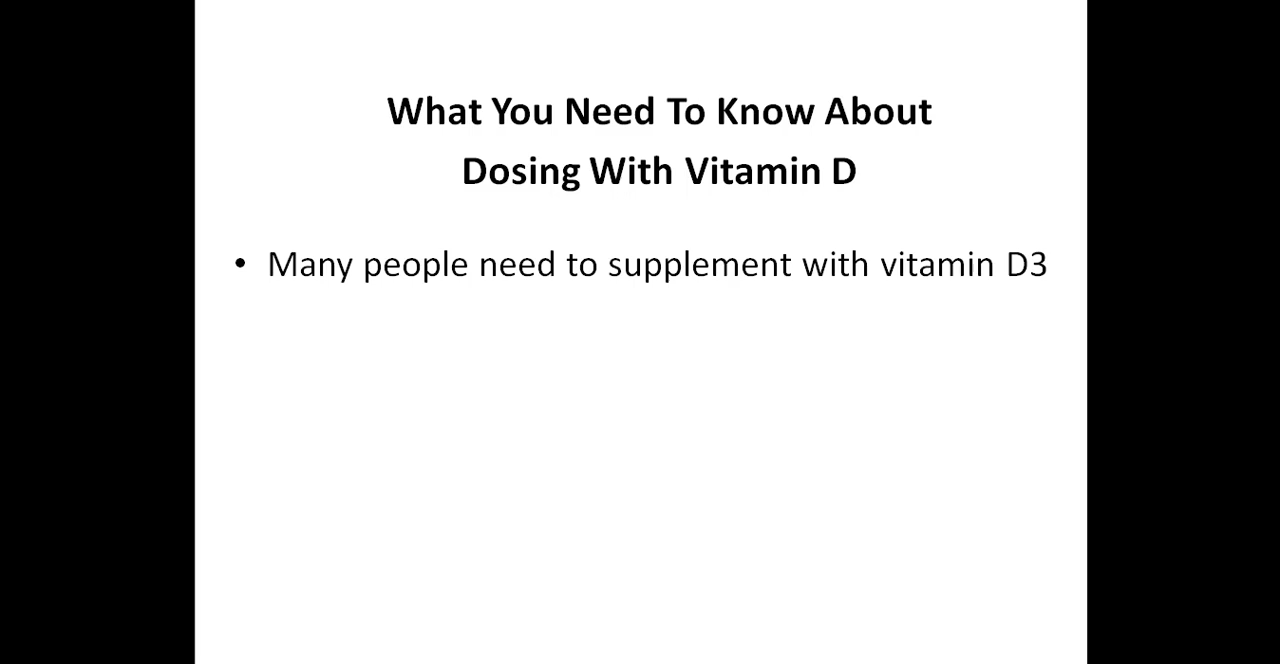 What You Need To Know About
Dosing With Vitamin D
• Many people need to supplement with vitamin D3